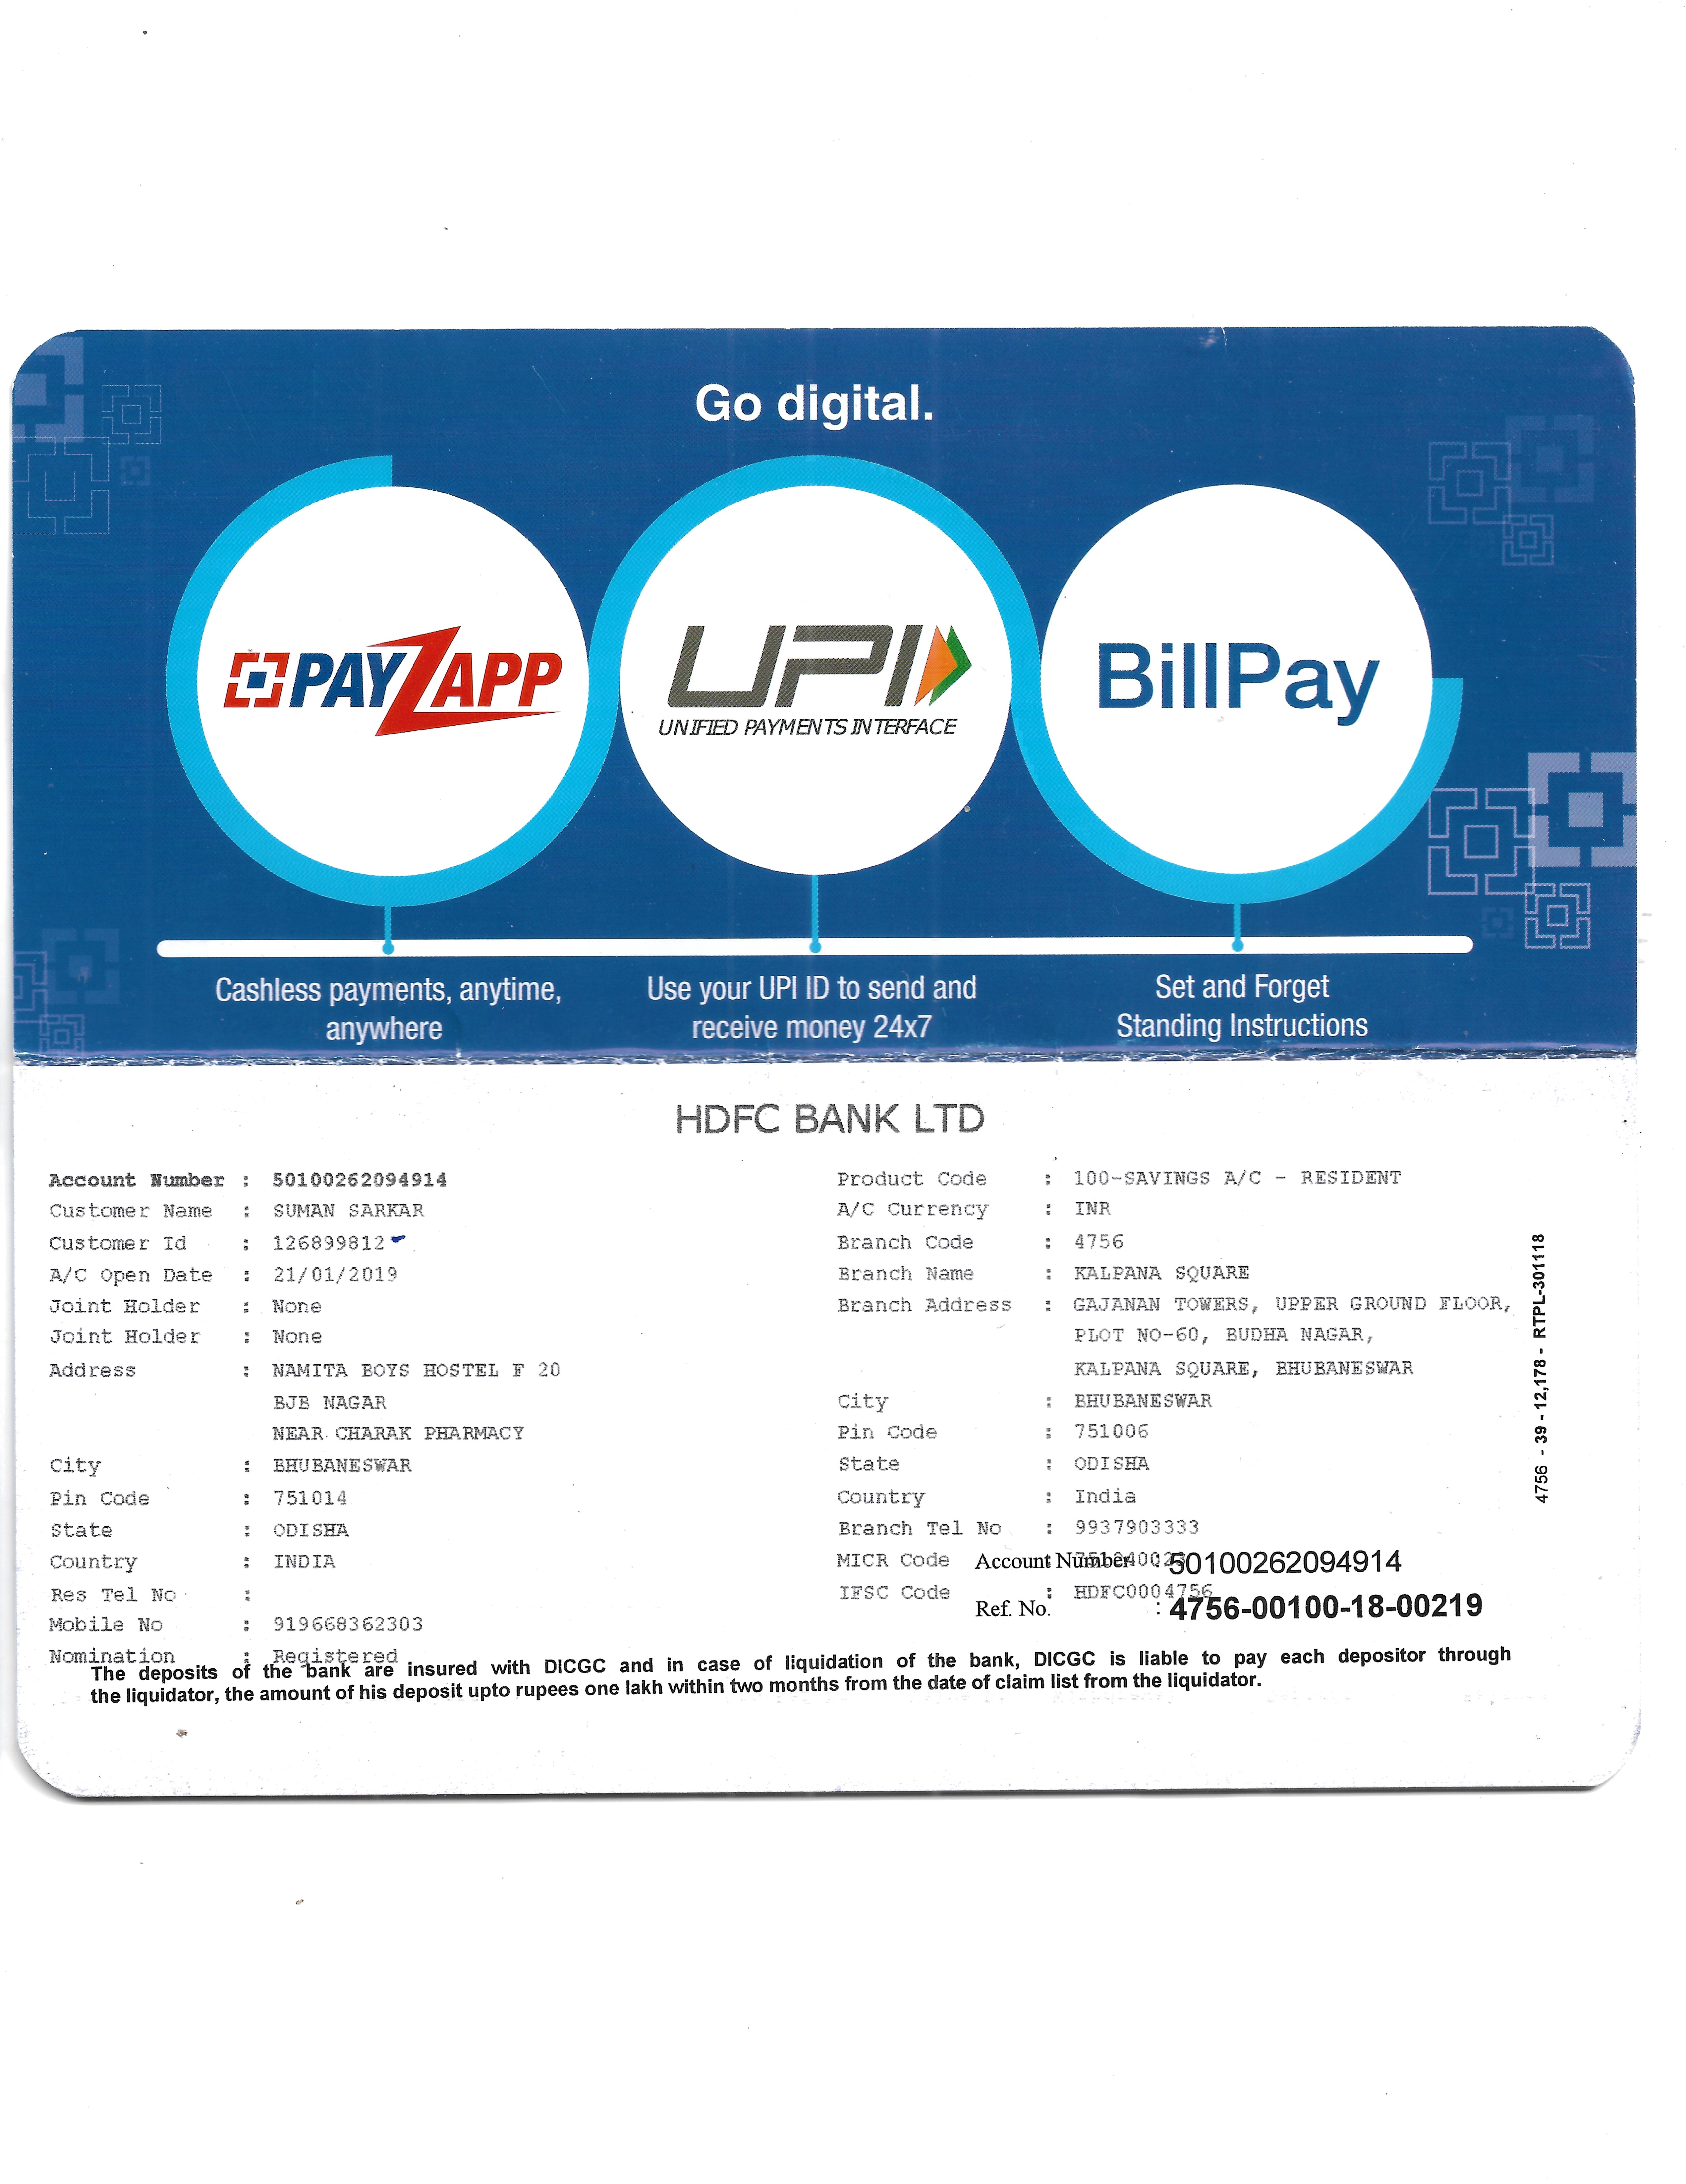 Go digital.
PAYZAPP
UPI
UNIFIED PAYMENTS INTERFACE
BillPay
Cashless payments, anytime,
anywhere
Use your UPI ID to send and
receive money 24x7
Set and Forget
Standing Instructions
HDFC BANK LTD
Account Number : 50100262094914
Customer Name : SUMAN SARKAR
Customer Id : 126899812
A/C Open Date : 21/01/2019
Joint Holder : None
Joint Holder : None
Address : NAMITA BOYS HOSTEL F 20
BJB NAGAR
NEAR CHARAK PHARMACY
City : BHUBANESWAR
Pin Code : 751014
State : ODISHA
Country : INDIA
Res Tel No :
Mobile No : 919668362303
Nomination : Registered
Product Code : 100-SAVINGS A/C - RESIDENT
A/C Currency : INR
Branch Code : 4756
Branch Name : KALPANA SQUARE
Branch Address : GAJANAN TOWERS, UPPER GROUND FLOOR,
PLOT NO-60, BUDHA NAGAR,
KALPANA SQUARE, BHUBANESWAR
City : BHUBANESWAR
Pin Code : 751006
State : ODISHA
Country : India
Branch Tel No : 9937903333
MICR Code :
Account Number : 50100262094914
IFSC Code : HDFC0004756
Ref. No. : 4756-00100-18-00219
The deposits of the bank are insured with DICGC and in case of liquidation of the bank, DICGC is liable to pay each depositor through
the liquidator, the amount of his deposit upto rupees one lakh within two months from the date of claim list from the liquidator.
4756 - 39 - 12,178 - RTPL-301118